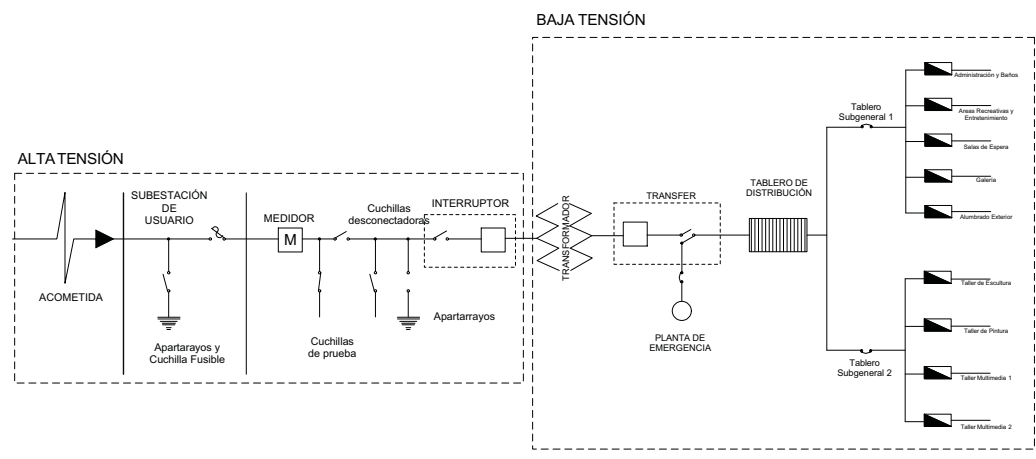 BAJA TENSIÓN
ALTA TENSIÓN
SUBESTACIÓN
DE
USUARIO
MEDIDOR
M
Cuchillas
desconectadoras
INTERRUPTOR
ACOMETIDA
Apartarayos y
Cuchilla Fusible
Cuchillas
de prueba
Apartarrayos
TRANSFORMADOR
TRANSFER
PLANTA DE
EMERGENCIA
TABLERO DE
DISTRIBUCIÓN
Tablero
Subgeneral 1
Administración y Baños
Areas Recreativas y
Entretenimiento
Salas de Espera
Galería
Alumbrado Exterior
Tablero
Subgeneral 2
Taller de Escultura
Taller de Pintura
Taller Multimedia 1
Taller Multimedia 2